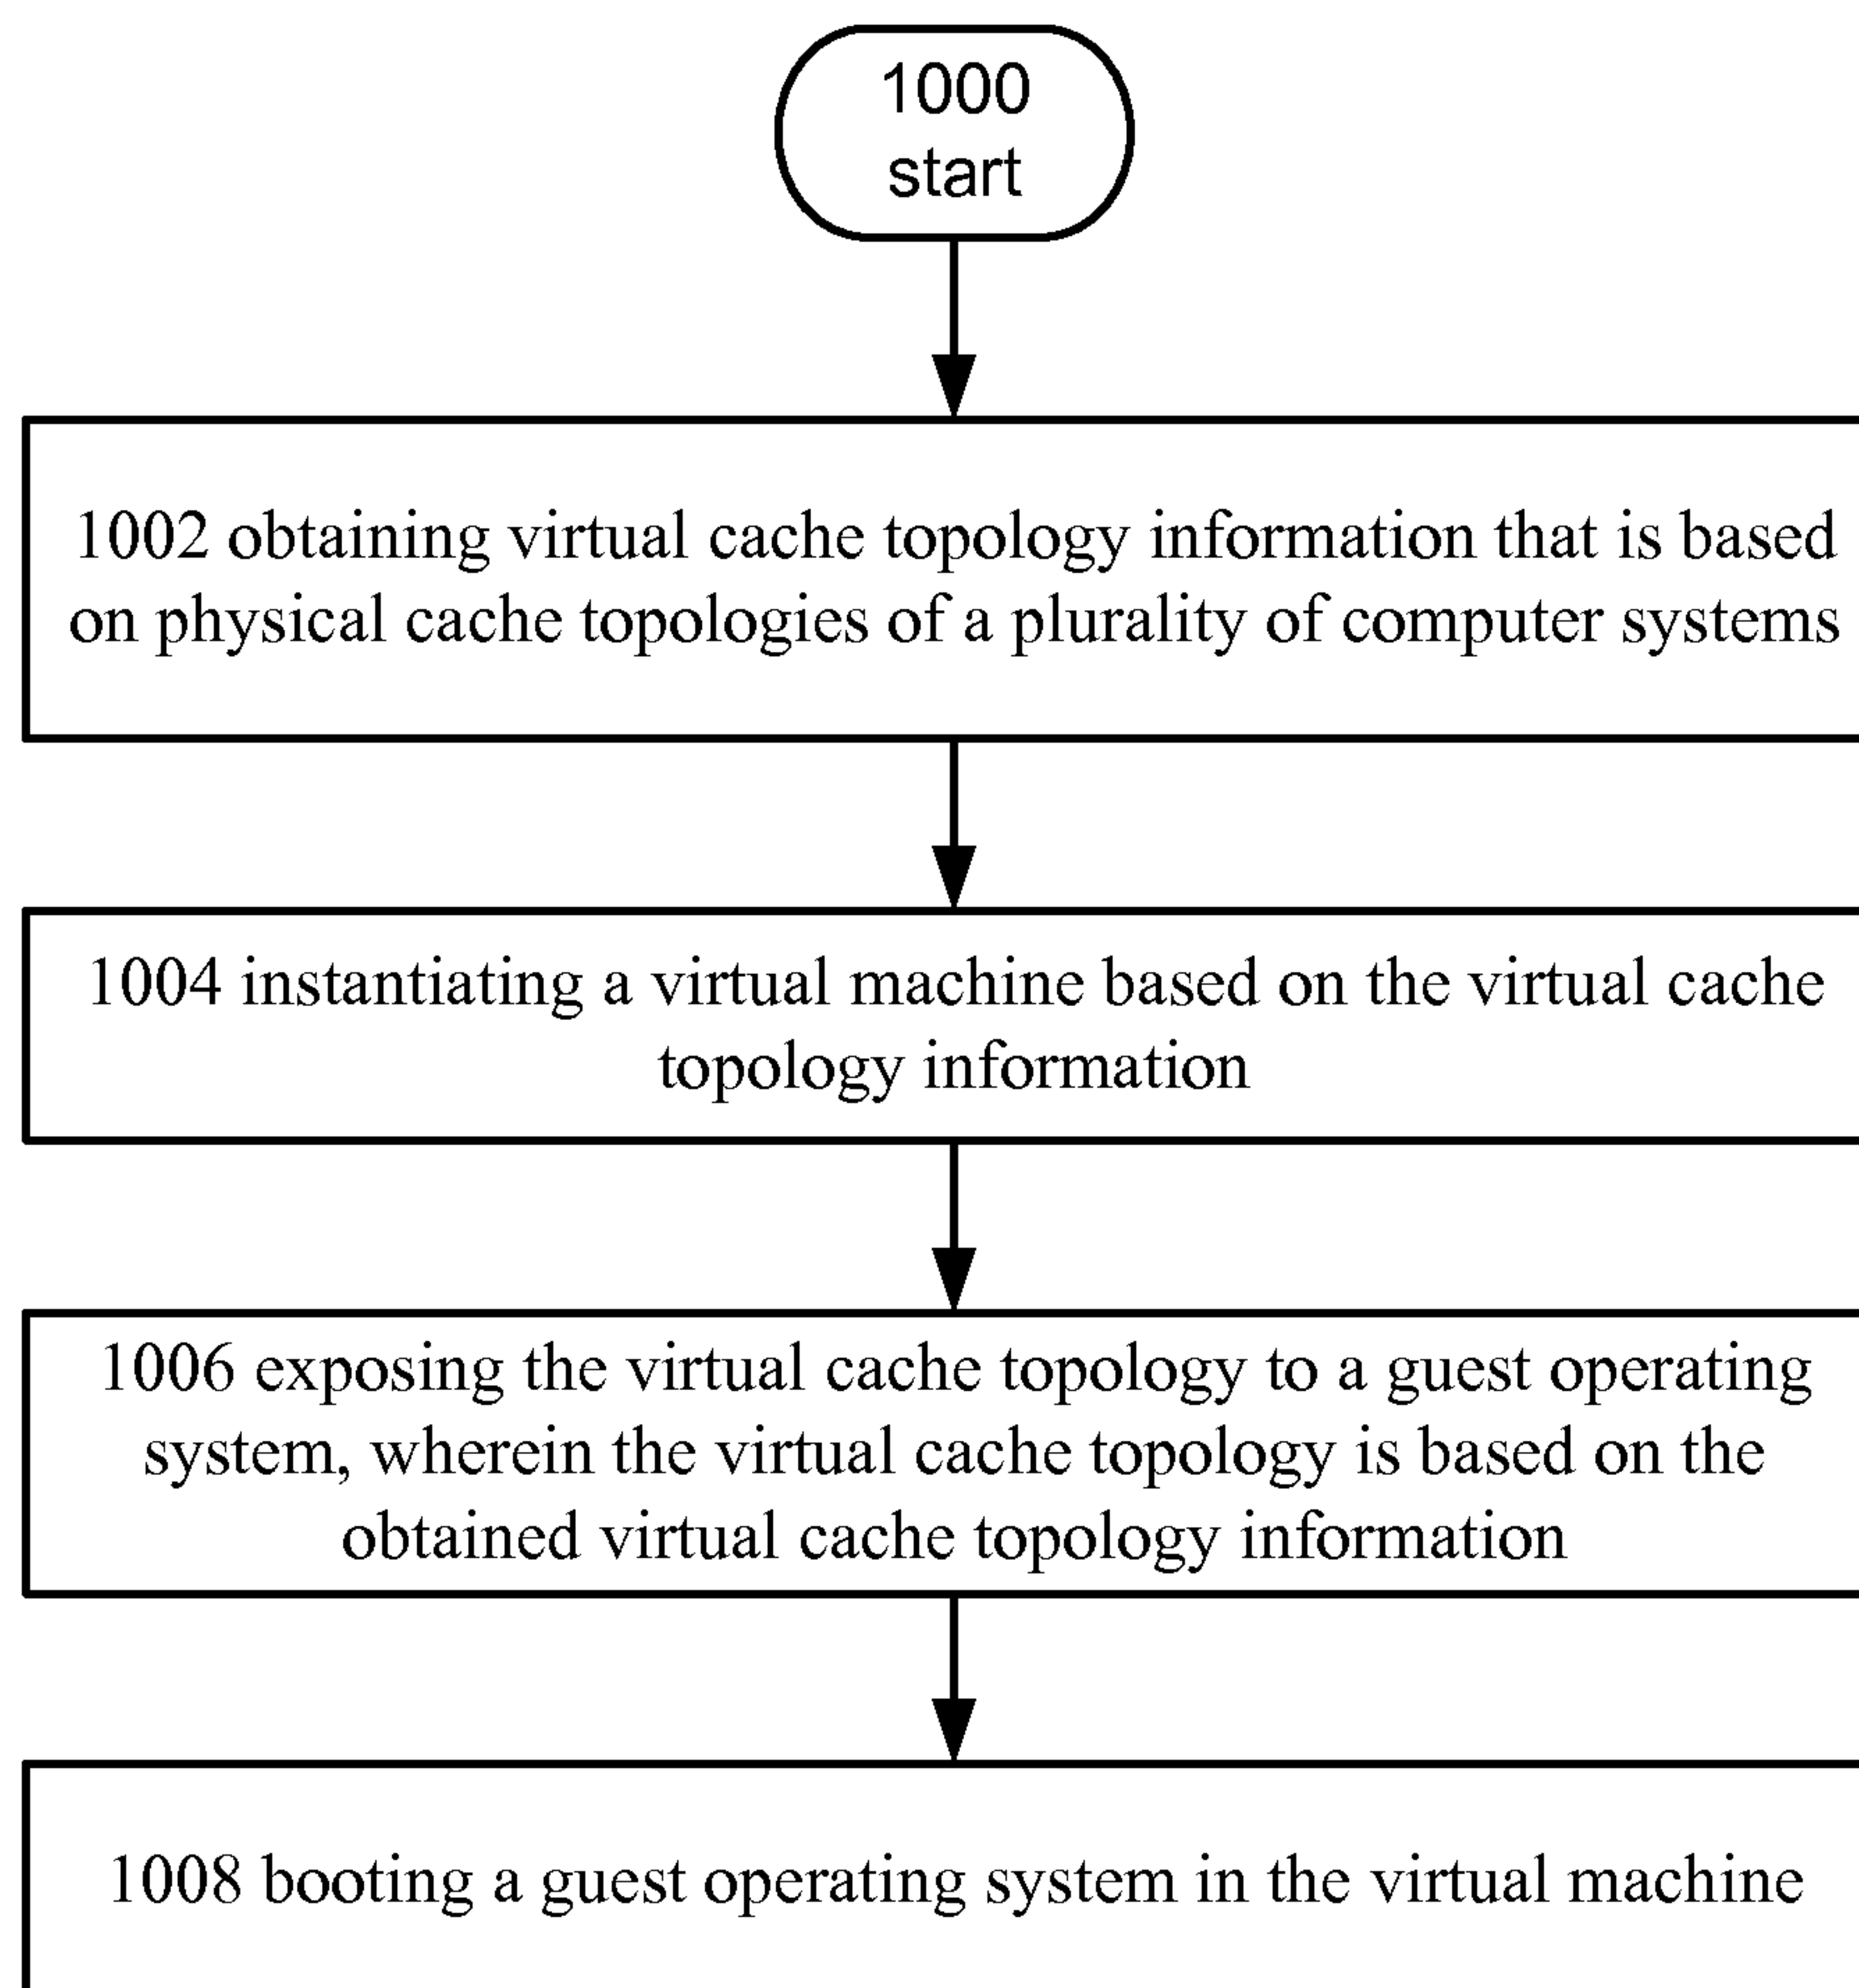 1000
start
1002 obtaining virtual cache topology information that is based
on physical cache topologies of a plurality of computer systems
1004 instantiating a virtual machine based on the virtual cache
topology information
1006 exposing the virtual cache topology to a guest operating
system, wherein the virtual cache topology is based on the
obtained virtual cache topology information
1008 booting a guest operating system in the virtual machine